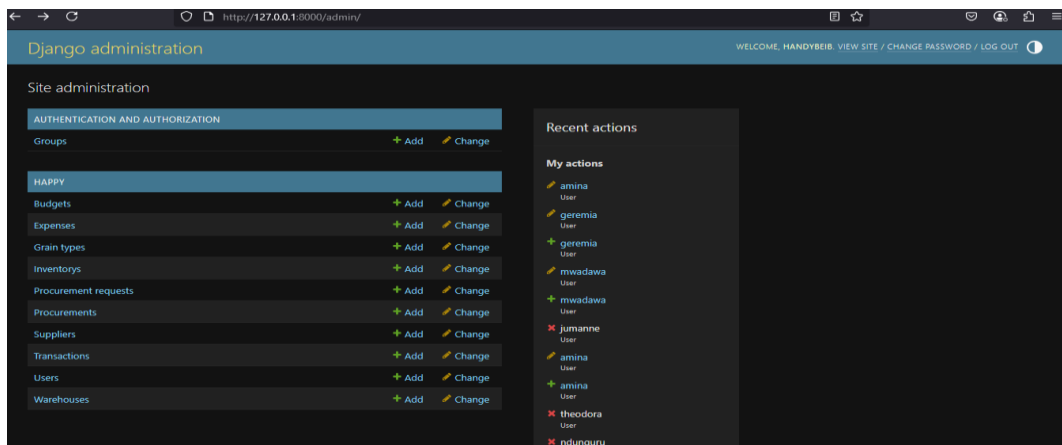 http://127.0.0.1:8000/admin/
Django administration
WELCOME, HANDYBEIB. VIEW SITE / CHANGE PASSWORD / LOG OUT
Site administration
AUTHENTICATION AND AUTHORIZATION
Groups + Add Change
HAPPY
Budgets + Add Change
Expenses + Add Change
Grain types + Add Change
Inventorys + Add Change
Procurement requests + Add Change
Procurements + Add Change
Suppliers + Add Change
Transactions + Add Change
Users + Add Change
Warehouses + Add Change
Recent actions
My actions
amina
User
geremia
User
+ geremia
User
mwadawa
User
+ mwadawa
User
jumanne
User
amina
User
+ amina
User
theodora
User
ndunguru